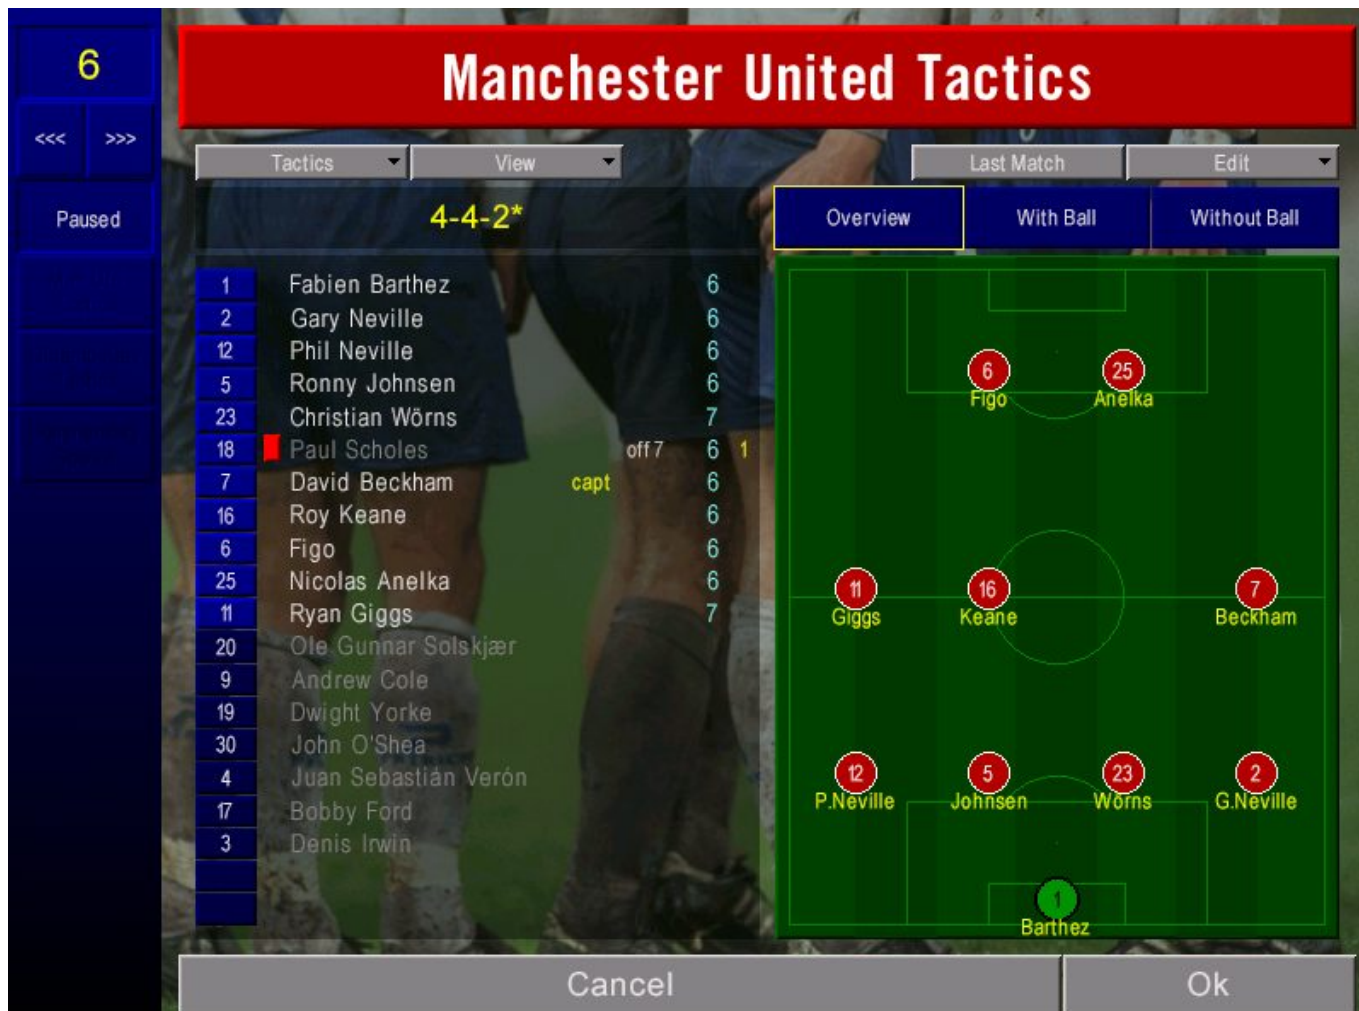 6
Manchester United Tactics
<<< >>>
Tactics View Last Match Edit
Paused
4-4-2*
Overview With Ball Without Ball
1 Fabien Barthez 6
2 Gary Neville 6
12 Phil Neville 6
5 Ronny Johnsen 6
23 Christian Wörns 7
18 Paul Scholes off 7 6 1
7 David Beckham capt 6
16 Roy Keane 6
6 Figo 6
25 Nicolas Anelka 6
11 Ryan Giggs 7
20 Ole Gunnar Solskjær
9 Andrew Cole
19 Dwight Yorke
30 John O'Shea
4 Juan Sebastián Verón
17 Bobby Ford
3 Denis Irwin
6 25
Figo Anelka
11 16 7
Giggs Keane Beckham
12 5 23 2
P.Neville Johnsen Wörns G.Neville
1
Barthez
Cancel Ok